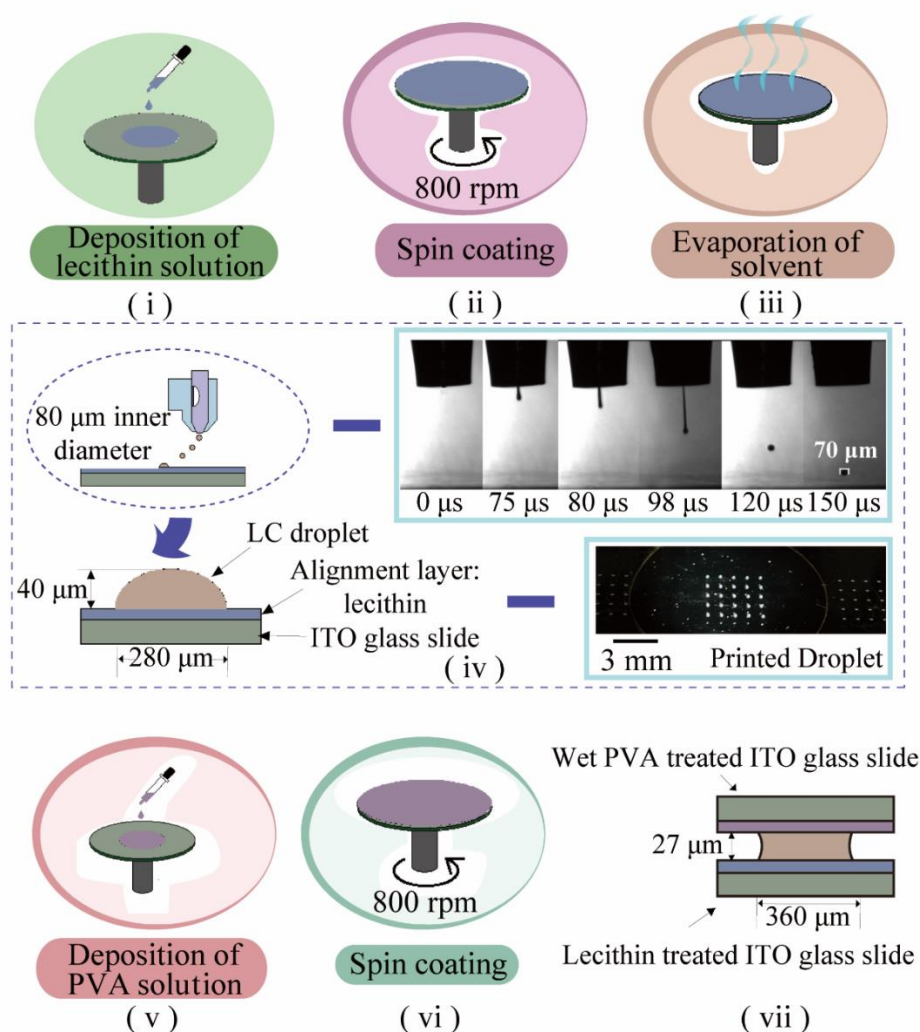 Deposition of
lecithin solution
( i )
800 rpm
Spin coating
( ii )
Evaporation of
solvent
( iii )
80 μm inner
diameter
70 μm
0 μs
75 μs
80 μs
98 μs
120 μs
150 μs
LC droplet
40 μm
Alignment layer:
lecithin
ITO glass slide
280 μm
( iv )
3 mm
Printed Droplet
Deposition of
PVA solution
( v )
800 rpm
Spin coating
( vi )
Wet PVA treated ITO glass slide
27 μm
360 μm
Lecithin treated ITO glass slide
( vii )